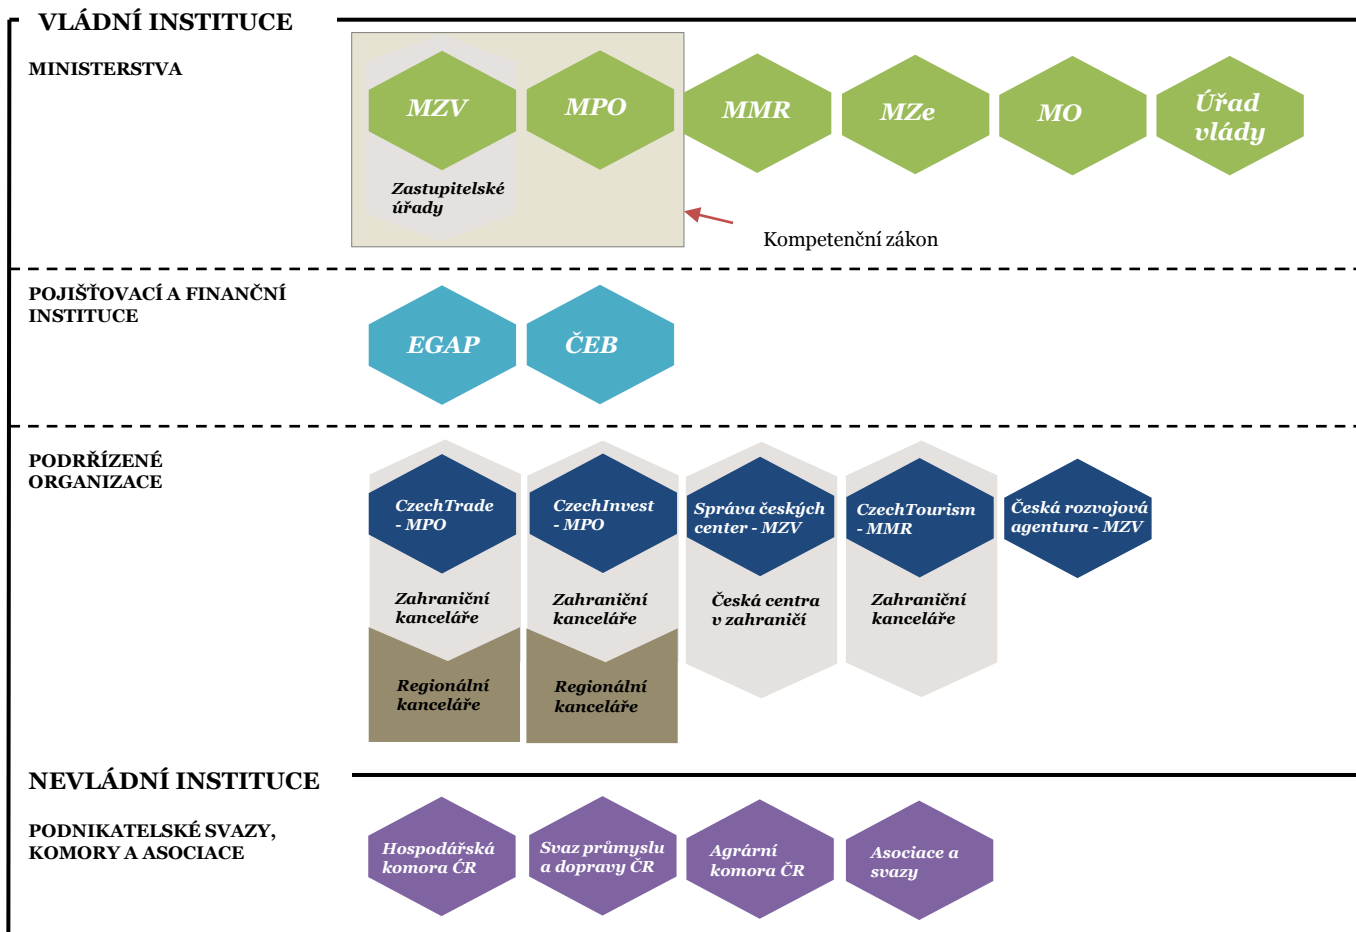 VLÁDNÍ INSTITUCE
MINISTERSTVA
MZV
MPO
MMR
MZe
MO
Úřad
vlády
Zastupitelské
úřady
Kompetenční zákon
POJIŠŤOVACÍ A FINANČNÍ
INSTITUCE
EGAP
ČEB
PODRŘÍZENÉ
ORGANIZACE
CzechTrade
- MPO
CzechInvest
- MPO
Správa českých
center - MZV
CzechTourism
- MMR
Česká rozvojová
agentura - MZV
Zahraniční
kanceláře
Zahraniční
kanceláře
Česká centra
v zahraničí
Zahraniční
kanceláře
Regionální
kanceláře
Regionální
kanceláře
NEVLÁDNÍ INSTITUCE
PODNIKATELSKÉ SVAZY,
KOMORY A ASOCIACE
Hospodářská
komora ĆR
Svaz průmyslu
a dopravy ČR
Agrární
komora ČR
Asociace a
svazy